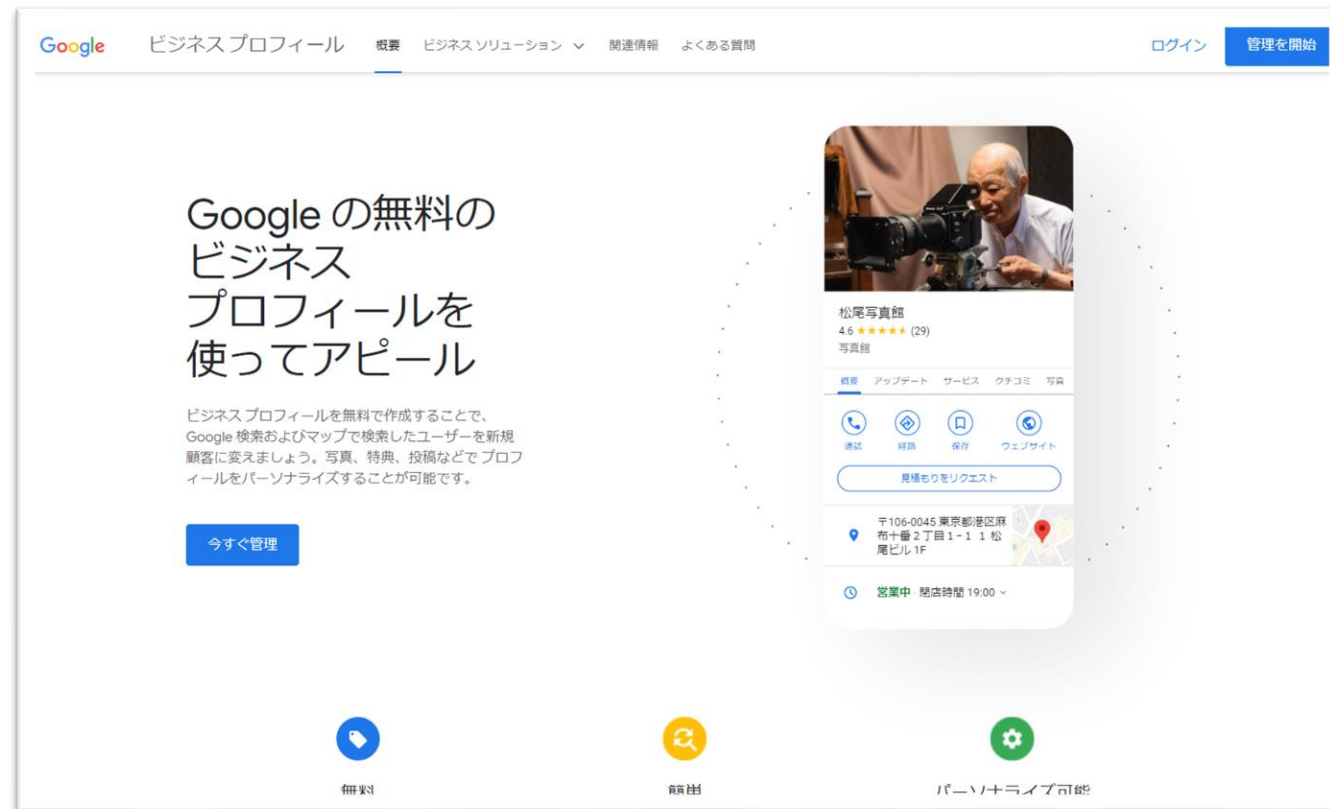 Google ビジネス プロフィール 概要 ビジネス ソリューション 関連情報 よくある質問 ログイン 管理を開始
Google の無料の
ビジネス
プロフィールを
使ってアピール
ビジネス プロフィールを無料で作成することで、
Google 検索およびマップで検索したユーザーを新規
顧客に変えましょう。写真、特典、投稿などで プロフ
ィールをパーソナライズすることが可能です。
今すぐ管理
松尾写真館
4.6 ★★★★★ (29)
写真館
概要 アップデート サービス クチコミ 写真
通話 経路 保存 ウェブサイト
見積もりをリクエスト
〒106-0045 東京都港区麻
布十番２丁目１−１１ 松
尾ビル 1F
営業中 · 閉店時間 19:00
無料 簡単 パーソナライズ可能